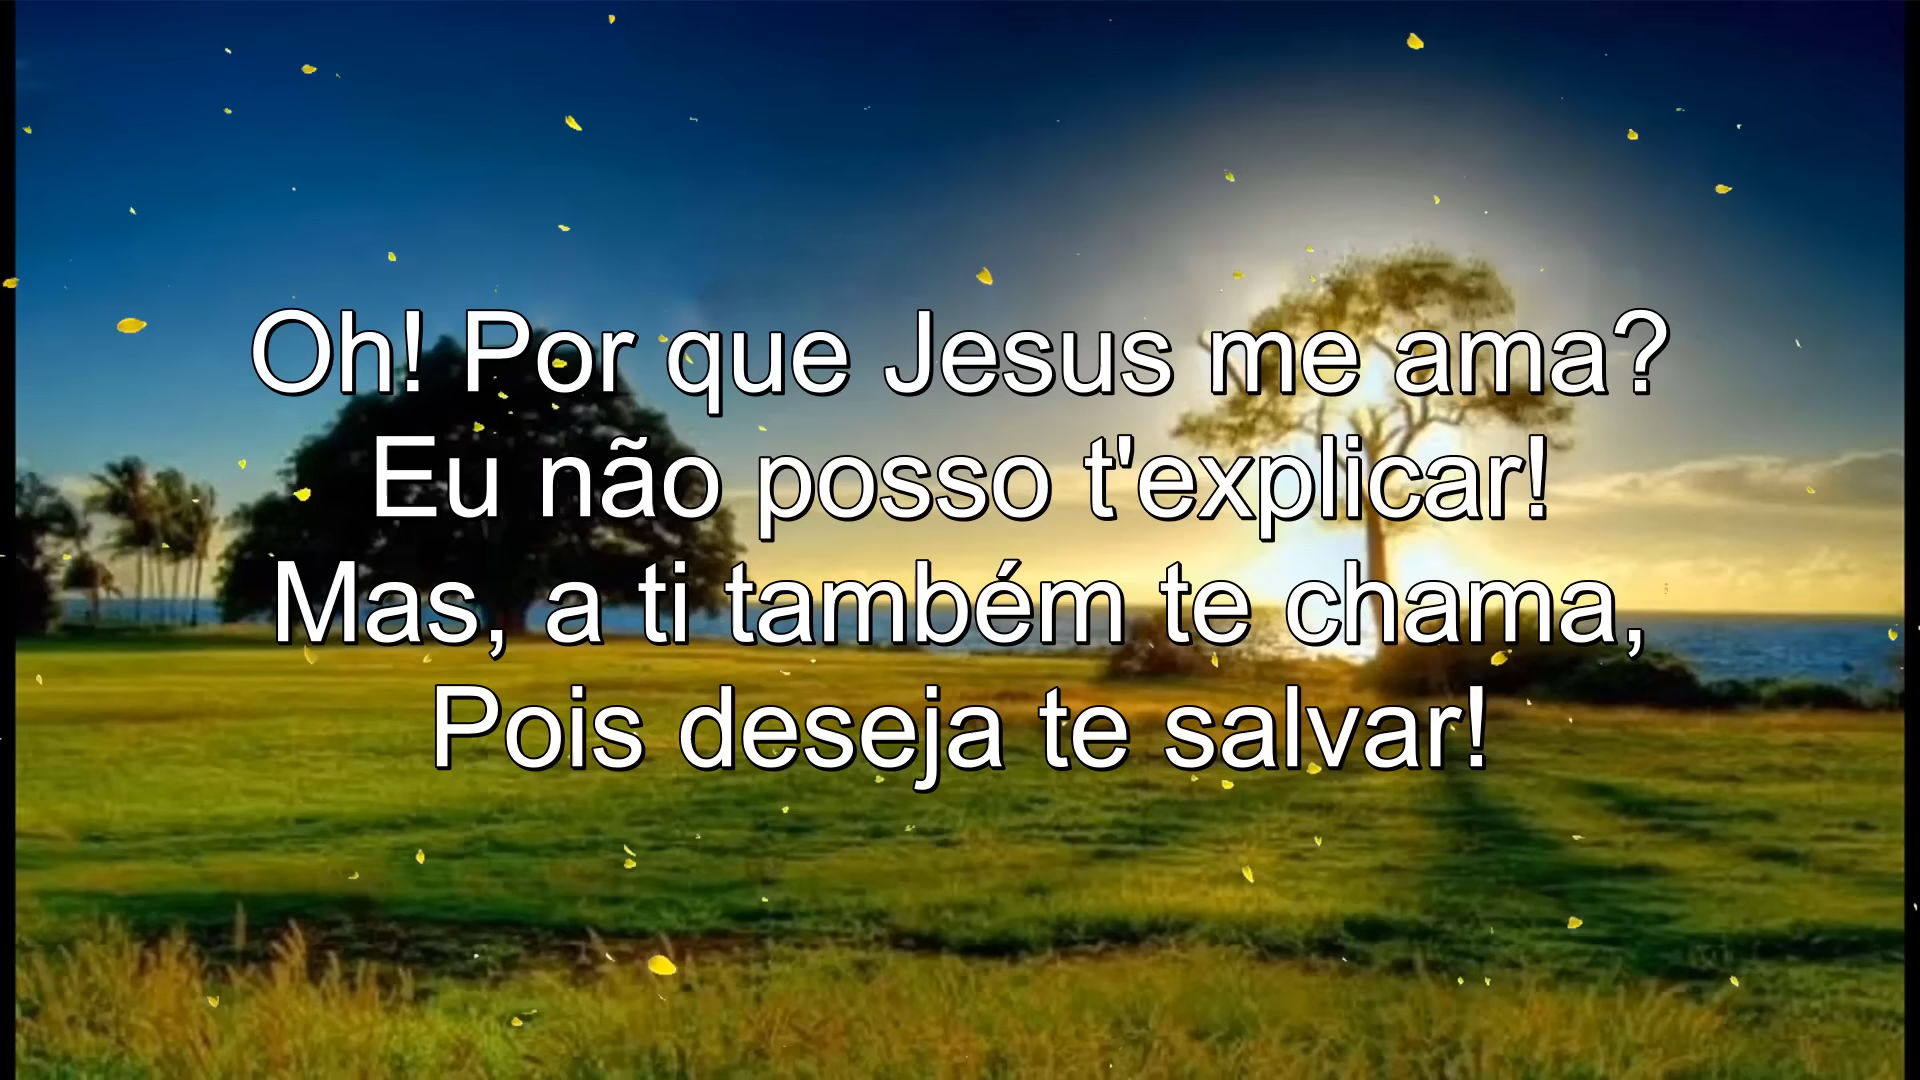 Oh! Por que Jesus me ama?
Eu não posso t'explicar!
Mas, a ti também te chama,
Pois deseja te salvar!